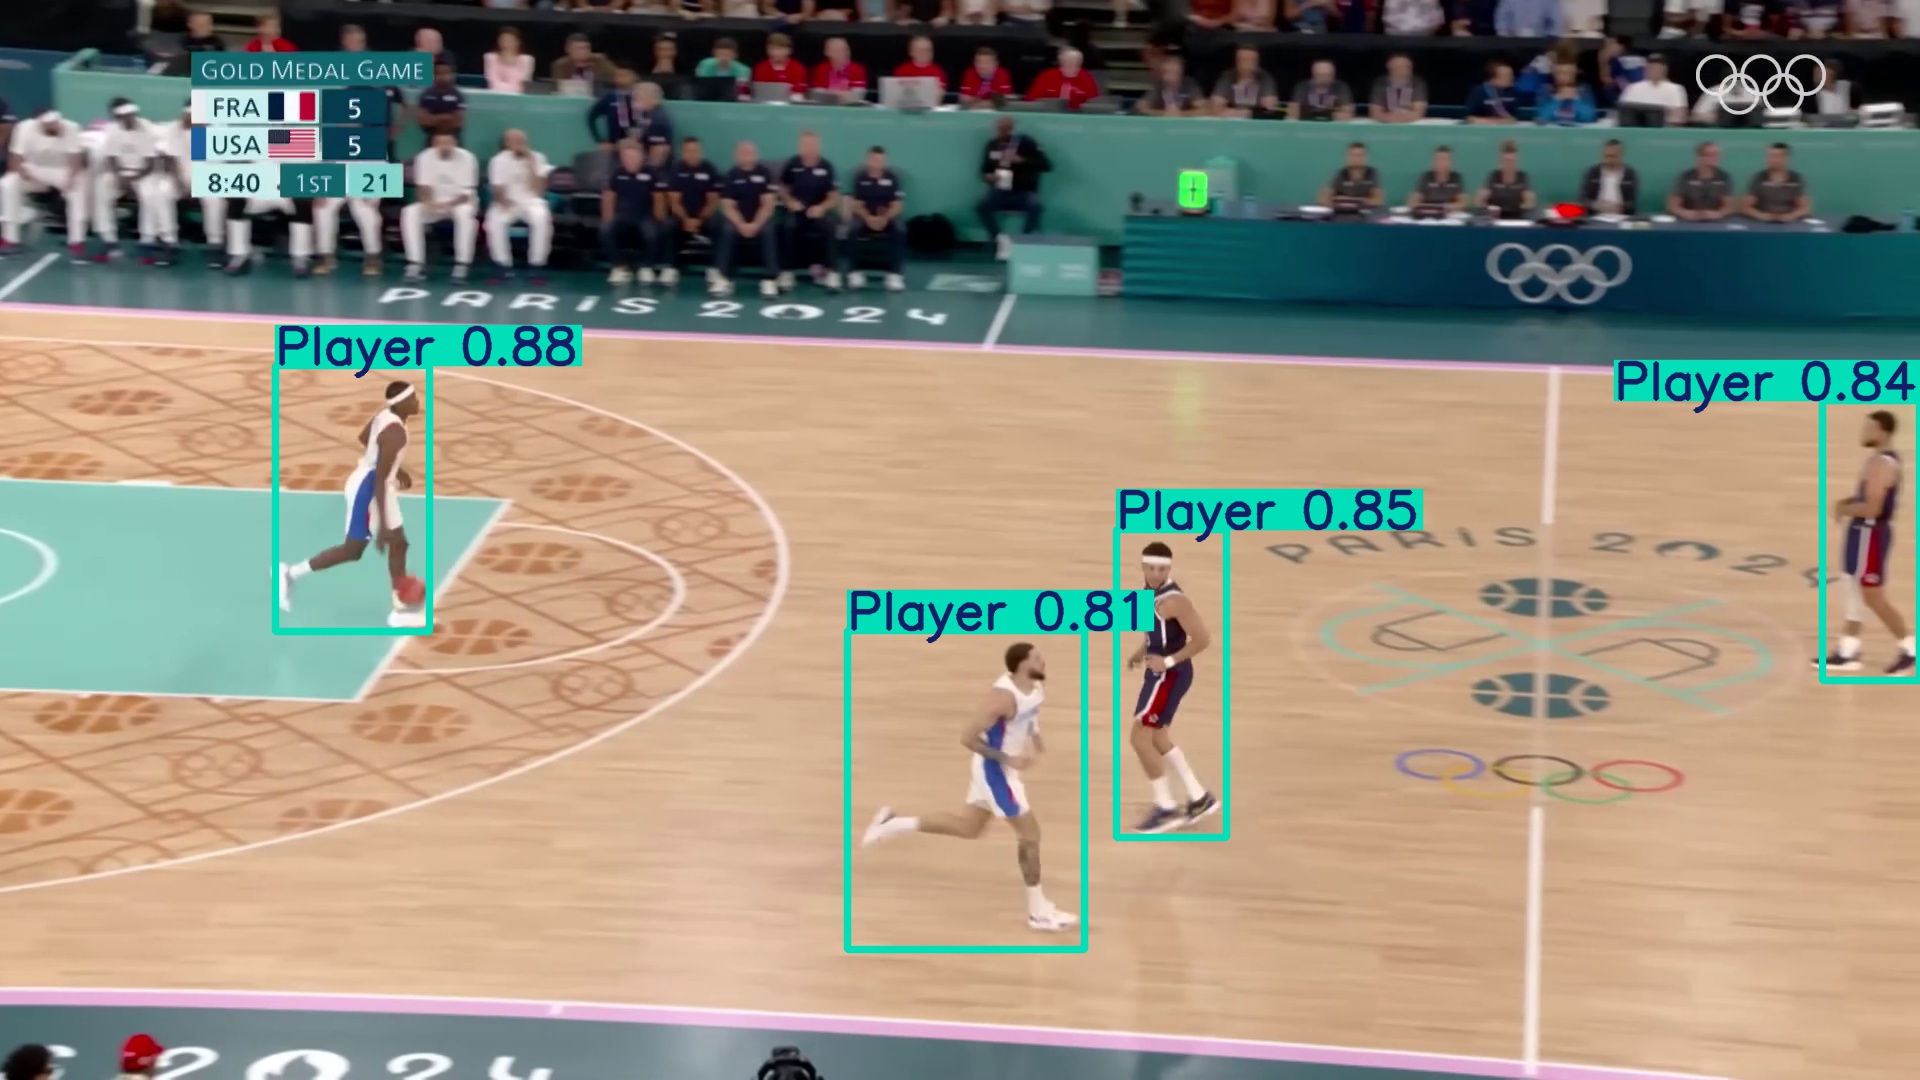 GOLD MEDAL GAME
FRA 5
USA 5
8:40 1ST 21
PARIS 2024
Player 0.88
Player 0.84
Player 0.85
PARIS 2024
Player 0.81
2024